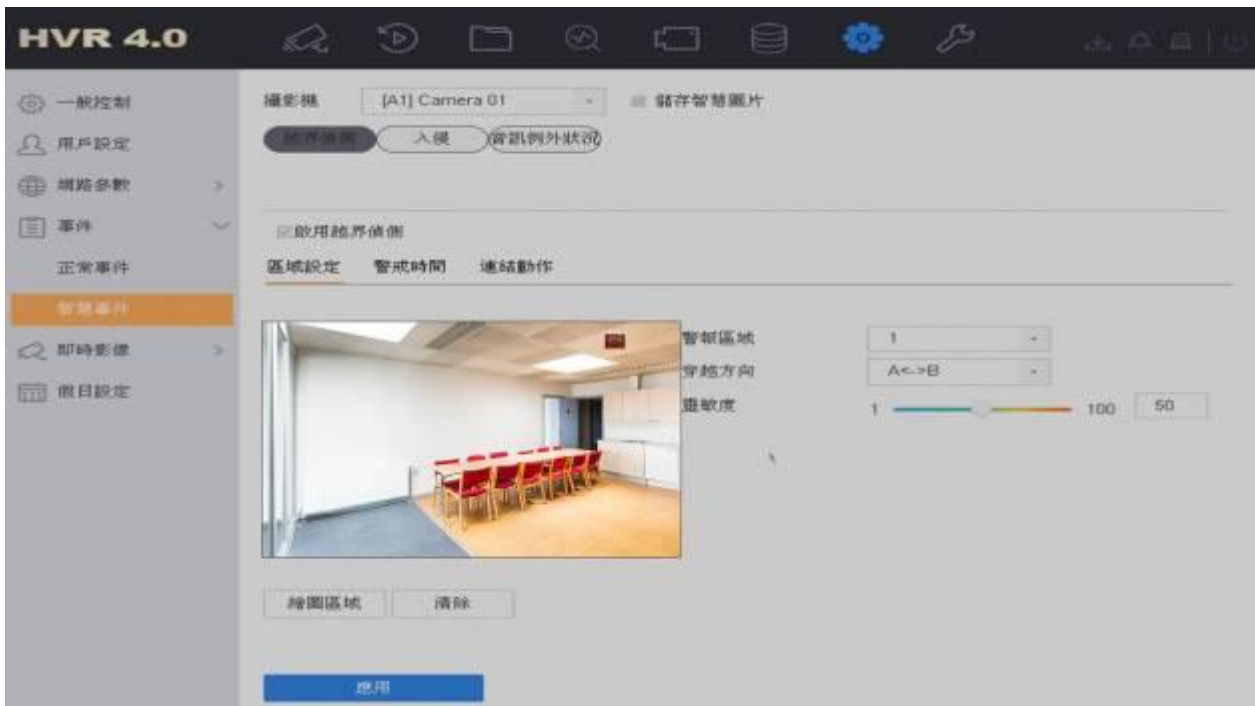 HVR 4.0
一般控制
用戶設定
網路參數
事件
正常事件
智慧事件
即時影像
假日設定
攝影機 [A1] Camera 01 儲存智慧圖片
越界偵測 入侵 音訊例外狀況
啟用越界偵測
區域設定 警戒時間 連結動作
警報區域 1
穿越方向 A<->B
靈敏度 1 100 50
繪圖區域 清除
應用